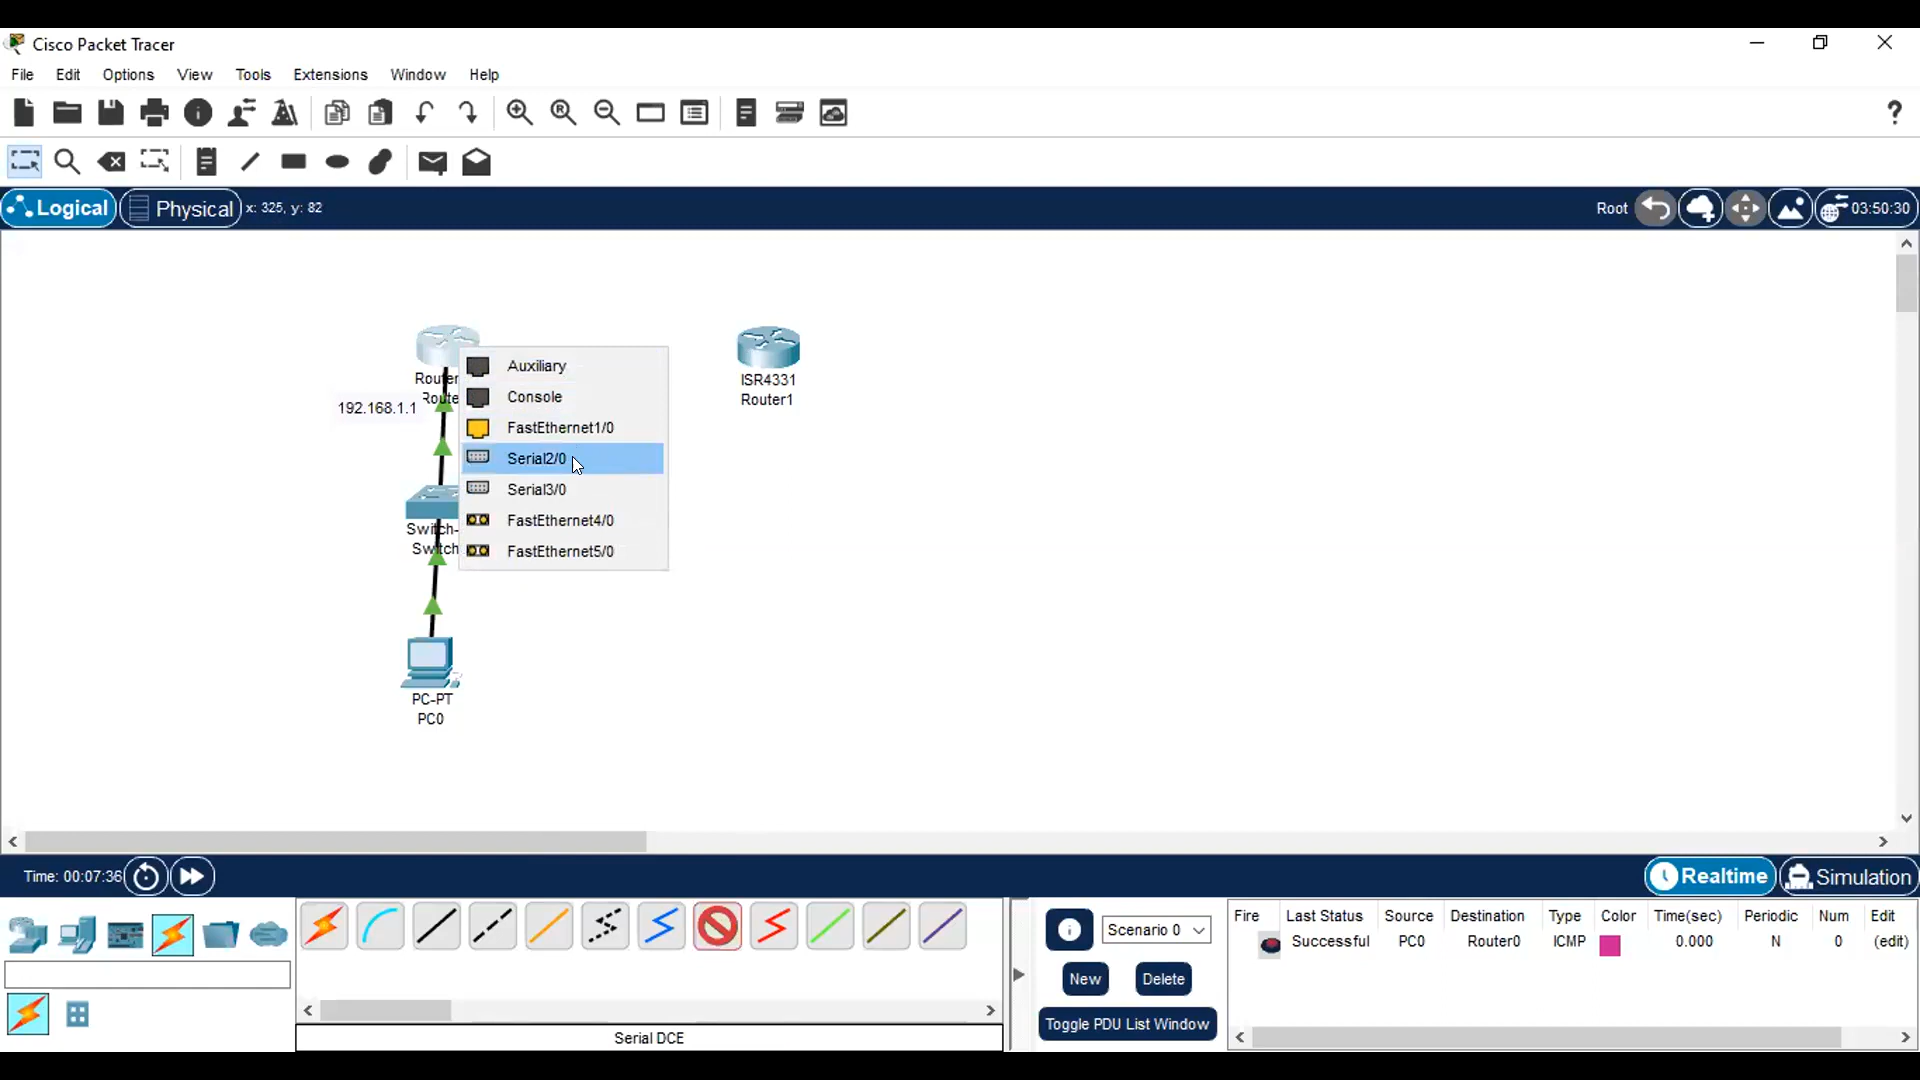 Cisco Packet Tracer
File Edit Options View Tools Extensions Window Help
?
Logical Physical x: 325, y: 82 Root 03:50:30
Router
Route
192.168.1.1
Auxiliary
Console
FastEthernet1/0
Serial2/0
Serial3/0
FastEthernet4/0
FastEthernet5/0
ISR4331
Router1
Switch-
Switch
PC-PT
PC0
Time: 00:07:36 Realtime Simulation
Serial DCE
Scenario 0
New Delete
Toggle PDU List Window
Fire Last Status Source Destination Type Color Time(sec) Periodic Num Edit
Successful PC0 Router0 ICMP 0.000 N 0 (edit)